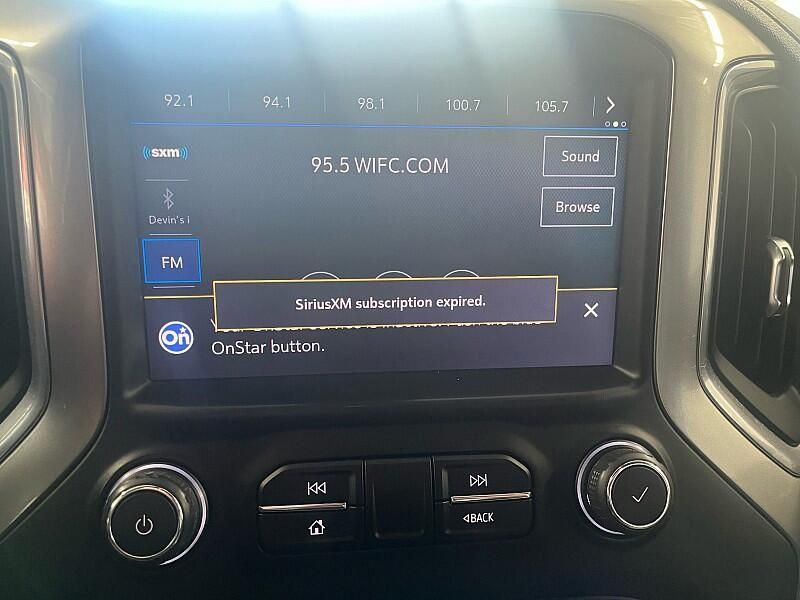 92.1 94.1 98.1 100.7 105.7
((sxm))
95.5 WIFC.COM
Sound
Devin's i
Browse
FM
SiriusXM subscription expired.
On
OnStar button.
BACK